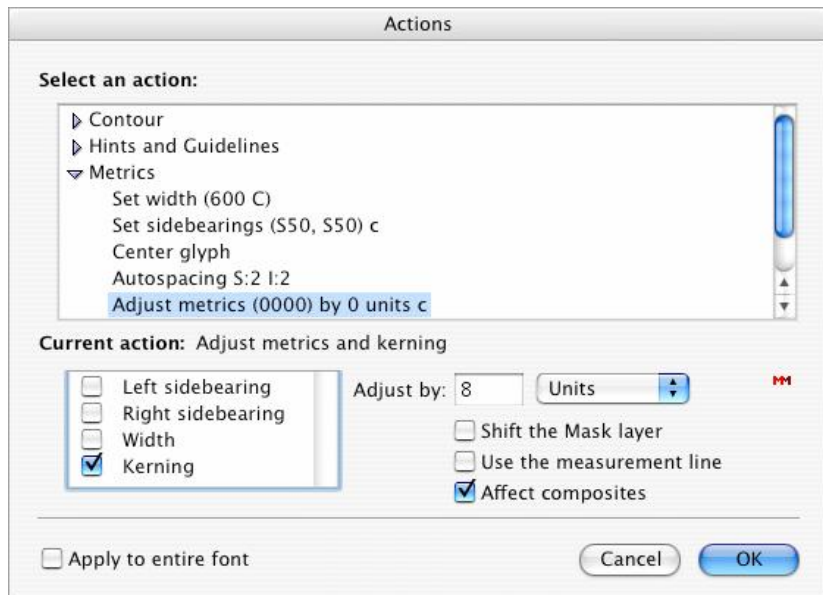 Actions
Select an action:
Contour
Hints and Guidelines
Metrics
Set width (600 C)
Set sidebearings (S50, S50) c
Center glyph
Autospacing S:2 I:2
Adjust metrics (0000) by 0 units c
Current action: Adjust metrics and kerning
Left sidebearing
Right sidebearing
Width
Kerning
Adjust by: 8 Units
MM
Shift the Mask layer
Use the measurement line
Affect composites
Apply to entire font
Cancel OK